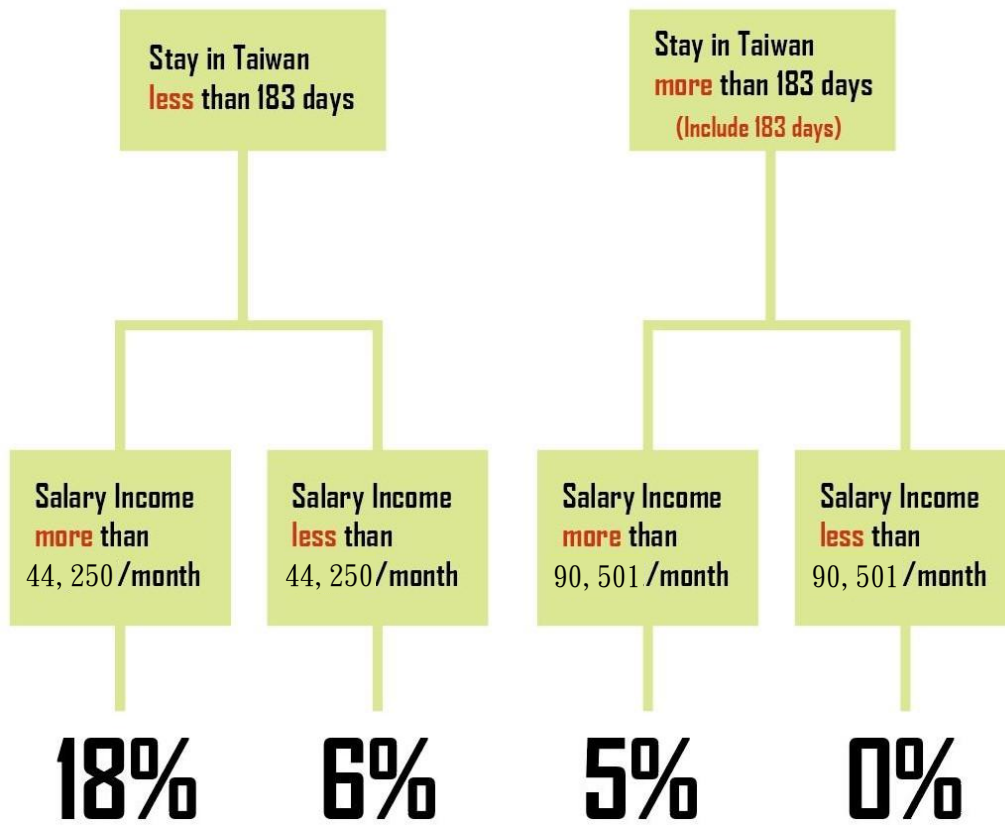 Stay in Taiwan
less than 183 days
Stay in Taiwan
more than 183 days
(Include 183 days)
Salary Income
more than
44, 250/month
Salary Income
less than
44, 250/month
Salary Income
more than
90, 501/month
Salary Income
less than
90, 501/month
18%
6%
5%
0%